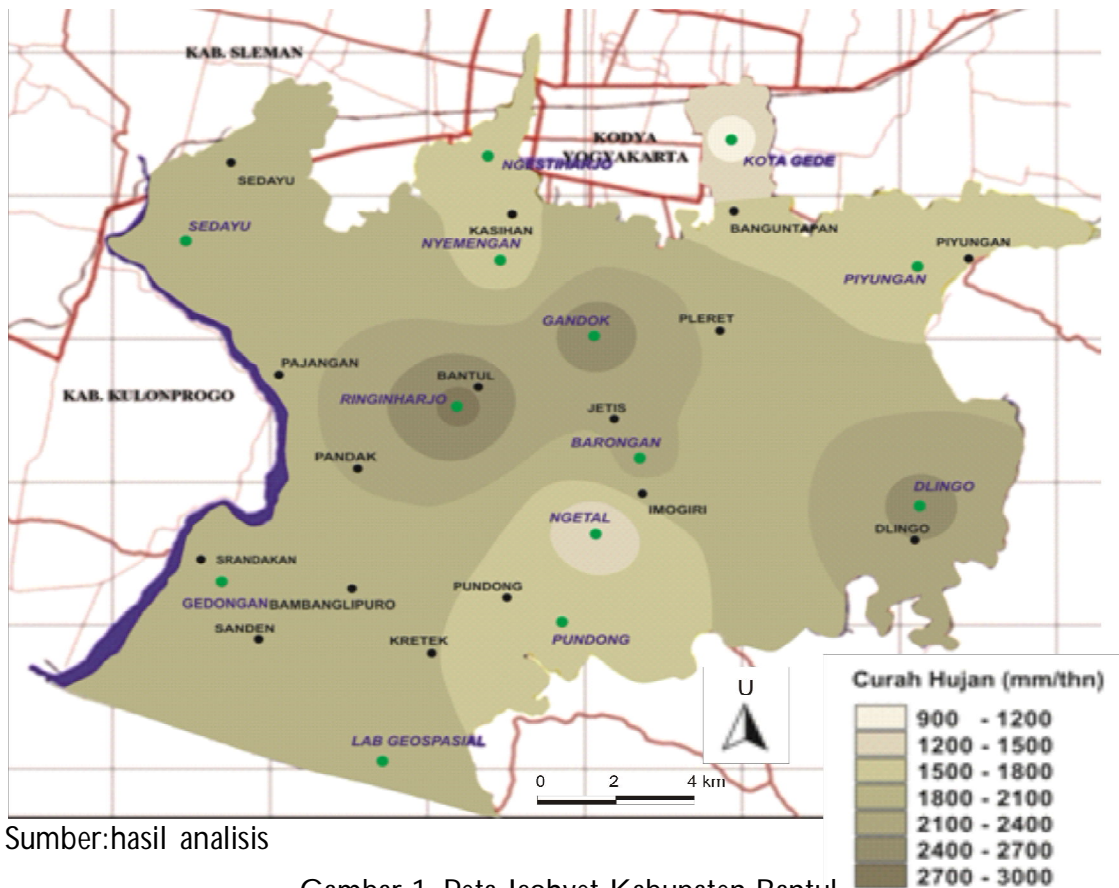 KAB. SLEMAN
KODYA
YOGYAKARTA
NGESTIHARJO
KOTA GEDE
SEDAYU
SEDAYU
KASIHAN
NYEMENGAN
BANGUNTAPAN
PIYUNGAN
PIYUNGAN
GANDOK
PLERET
PAJANGAN
BANTUL
KAB. KULONPROGO
RINGINHARJO
JETIS
BARONGAN
PANDAK
DLINGO
IMOGIRI
NGETAL
DLINGO
SRANDAKAN
GEDONGAN
BAMBANGLIPURO
PUNDONG
SANDEN
KRETEK
PUNDONG
LAB GEOSPASIAL
U
0 2 4 km
Curah Hujan (mm/thn)
900 - 1200
1200 - 1500
1500 - 1800
1800 - 2100
2100 - 2400
2400 - 2700
2700 - 3000
Sumber:hasil analisis
Gambar 1. Peta Isohyet Kabupaten Bantul